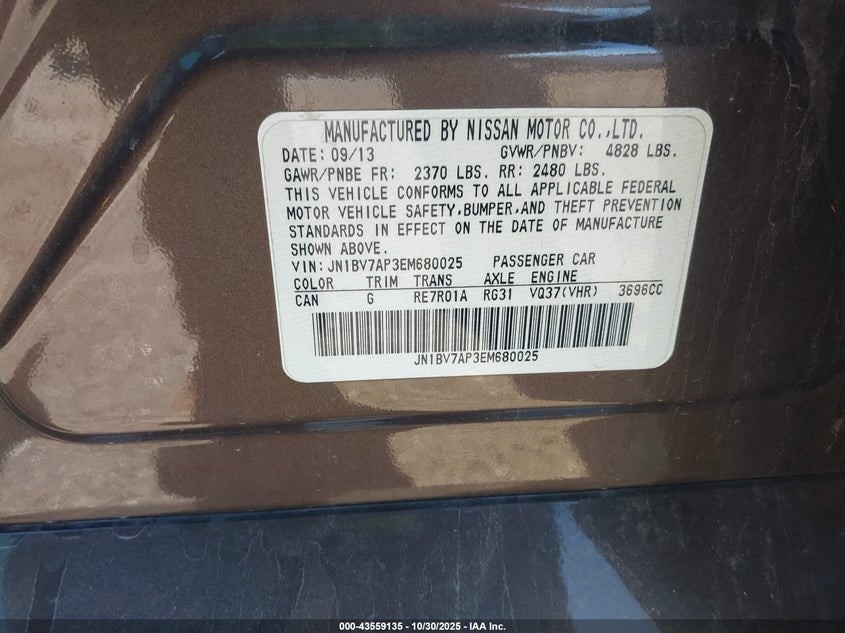 MANUFACTURED BY NISSAN MOTOR CO.,LTD.
DATE: 09/13 GVWR/PNBV: 4828 LBS.
GAWR/PNBE FR: 2370 LBS. RR: 2480 LBS.
THIS VEHICLE CONFORMS TO ALL APPLICABLE FEDERAL
MOTOR VEHICLE SAFETY,BUMPER,AND THEFT PREVENTION
STANDARDS IN EFFECT ON THE DATE OF MANUFACTURE
SHOWN ABOVE.
VIN:JN1BV7AP3EM680025 PASSENGER CAR
COLOR TRIM TRANS AXLE ENGINE
CAN G RE7R01A RG31 VQ37(VHR) 3696CC
JN1BV7AP3EM680025
000-43559135 - 10/30/2025 - IAA Inc.